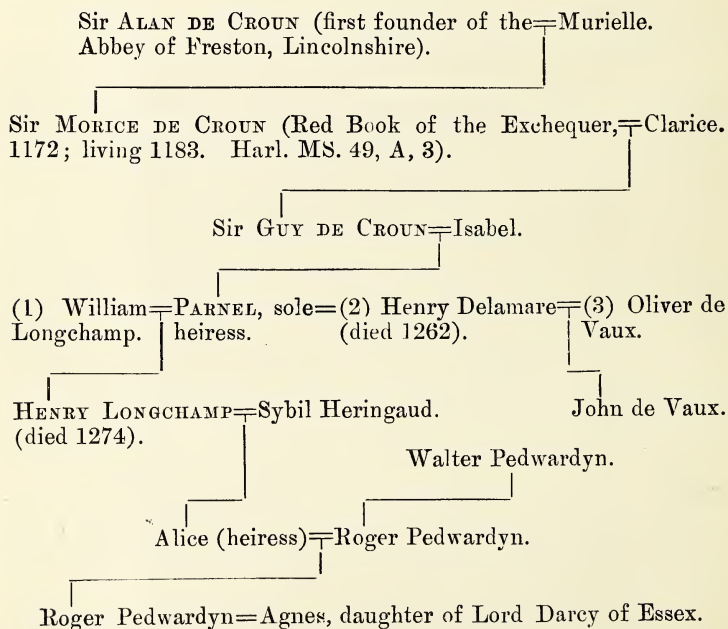 Sir ALAN DE CROUN (first founder of the=Murielle.
Abbey of Freston, Lincolnshire).
Sir MORICE DE CROUN (Red Book of the Exchequer,=Clarice.
1172; living 1183. Harl. MS. 49, A, 3).
Sir GUY DE CROUN=Isabel.
(1) William=PARNEL, sole=(2) Henry Delamare=(3) Oliver de
Longchamp. heiress. (died 1262). Vaux.
HENRY LONGCHAMP=Sybil Heringaud. John de Vaux.
(died 1274).
Walter Pedwardyn.
Alice (heiress)=Roger Pedwardyn.
Roger Pedwardyn=Agnes, daughter of Lord Darcy of Essex.